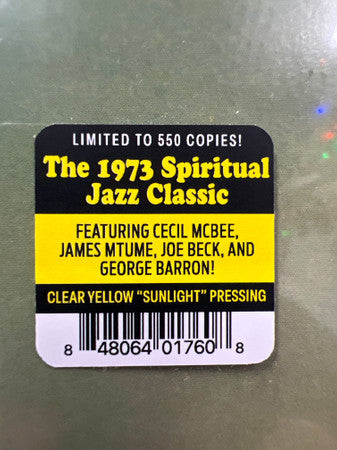 LIMITED TO 550 COPIES!
The 1973 Spiritual
Jazz Classic
FEATURING CECIL MCBEE,
JAMES MTUME, JOE BECK, AND
GEORGE BARRON!
CLEAR YELLOW “SUNLIGHT” PRESSING
8 48064 01760 8